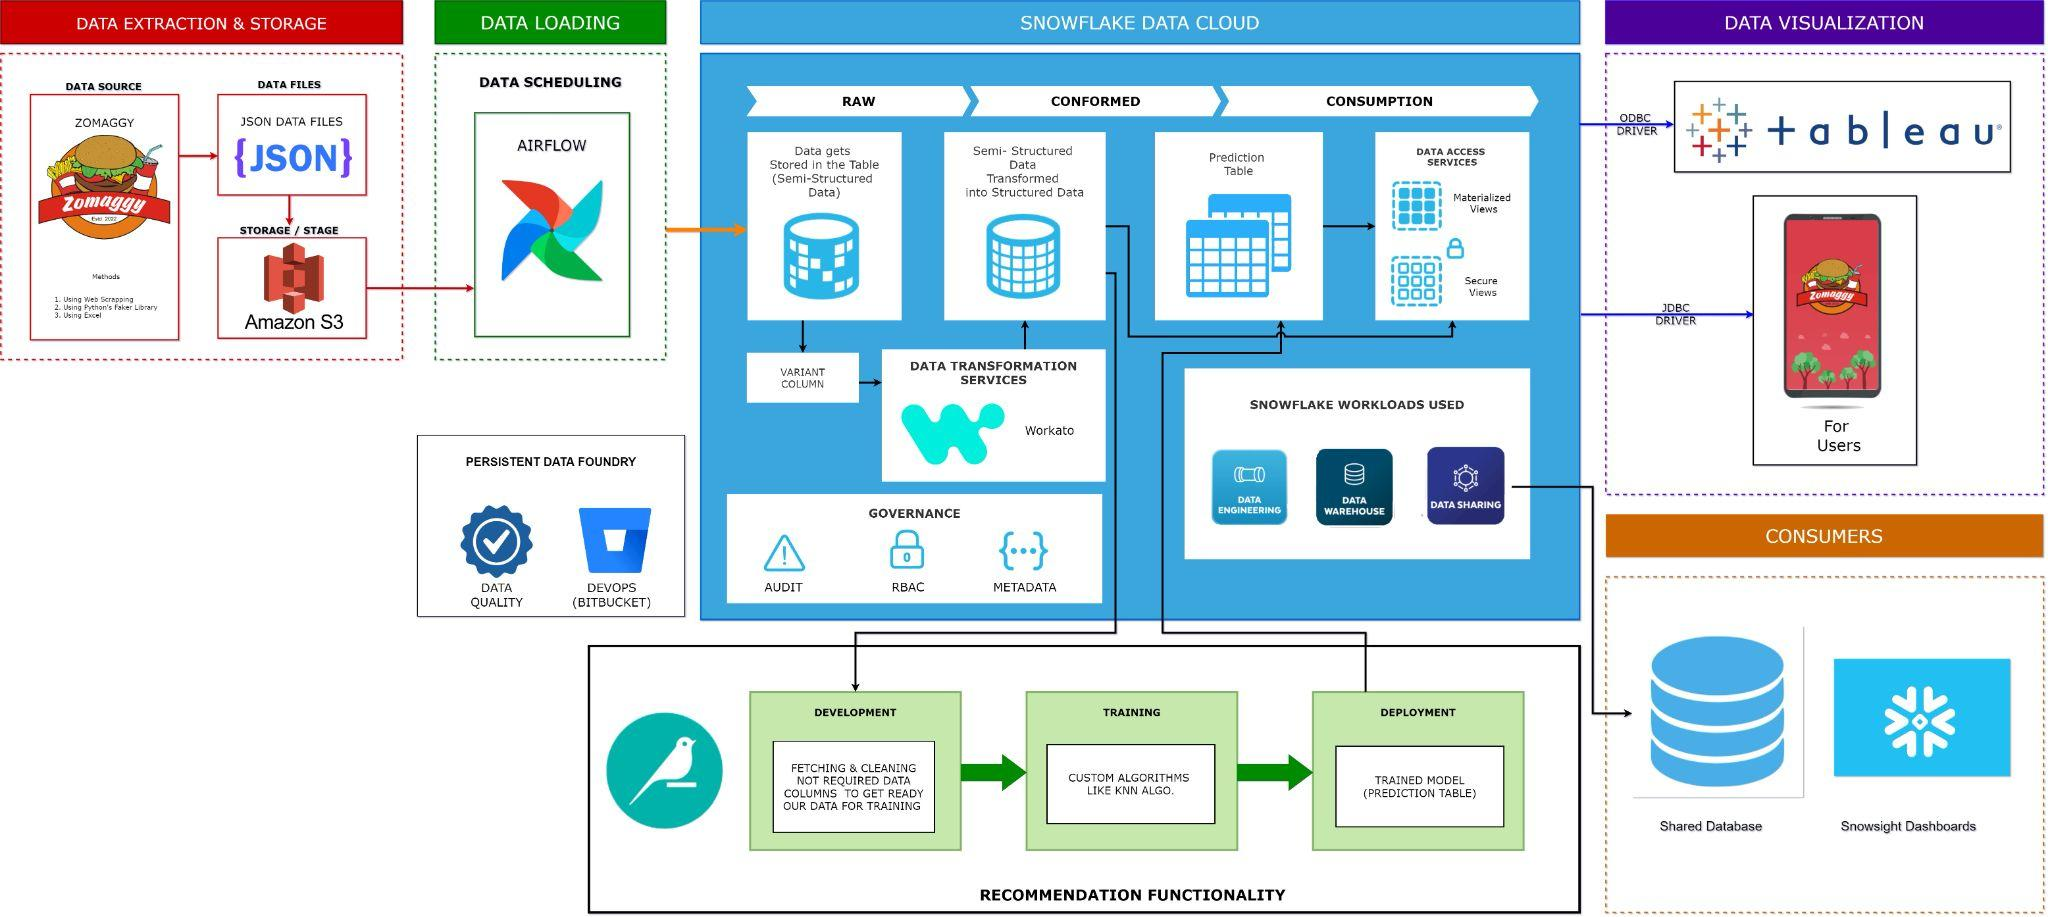 DATA EXTRACTION & STORAGE
DATA SOURCE
ZOMAGGY
Zomaggy
Estd. 2022
Methods
1. Using Web Scrapping
2. Using Python's Faker Library
3. Using Excel
DATA FILES
JSON DATA FILES
{JSON}
STORAGE / STAGE
Amazon S3
DATA LOADING
DATA SCHEDULING
AIRFLOW
PERSISTENT DATA FOUNDRY
DATA
QUALITY
DEVOPS
(BITBUCKET)
SNOWFLAKE DATA CLOUD
RAW
CONFORMED
CONSUMPTION
Data gets
Stored in the Table
(Semi-Structured
Data)
Semi- Structured
Data
Transformed
into Structured Data
Prediction
Table
DATA ACCESS
SERVICES
Materialized
Views
Secure
Views
VARIANT
COLUMN
DATA TRANSFORMATION
SERVICES
Workato
SNOWFLAKE WORKLOADS USED
DATA
ENGINEERING
DATA
WAREHOUSE
DATA SHARING
GOVERNANCE
AUDIT
RBAC
METADATA
DEVELOPMENT
FETCHING & CLEANING
NOT REQUIRED DATA
COLUMNS TO GET READY
OUR DATA FOR TRAINING
TRAINING
CUSTOM ALGORITHMS
LIKE KNN ALGO.
DEPLOYMENT
TRAINED MODEL
(PREDICTION TABLE)
RECOMMENDATION FUNCTIONALITY
DATA VISUALIZATION
ODBC
DRIVER
+ableau®
JDBC
DRIVER
Zomaggy
For
Users
CONSUMERS
Shared Database
Snowsight Dashboards